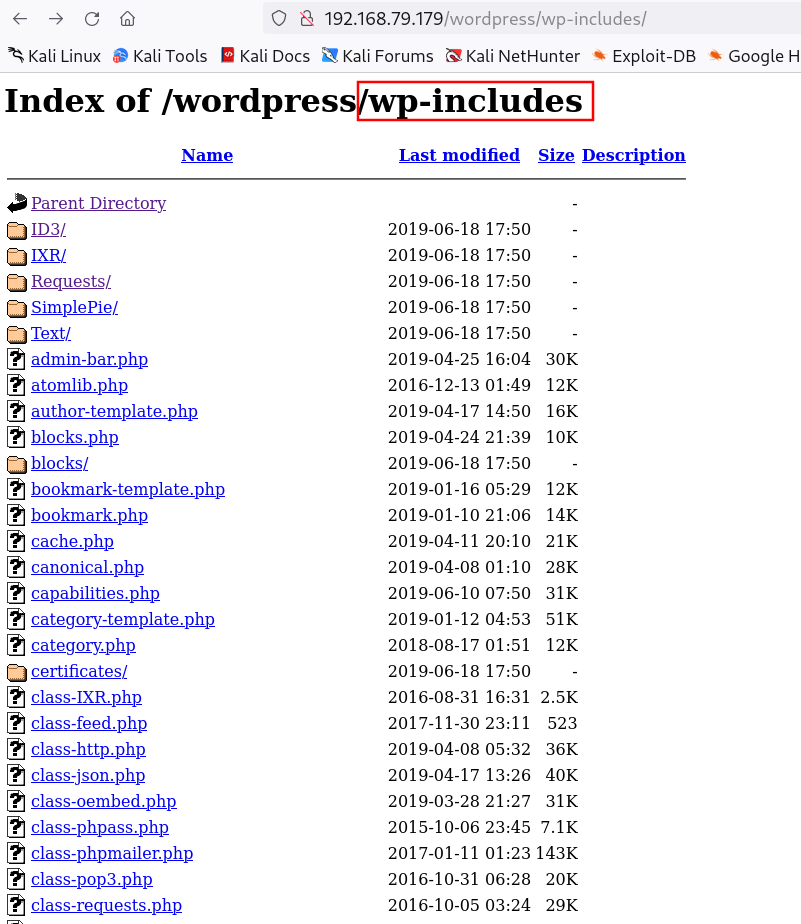 192.168.79.179/wordpress/wp-includes/
Kali Linux Kali Tools Kali Docs Kali Forums Kali NetHunter Exploit-DB Google H
Index of /wordpress/wp-includes
Name Last modified Size Description
Parent Directory -
ID3/ 2019-06-18 17:50 -
IXR/ 2019-06-18 17:50 -
Requests/ 2019-06-18 17:50 -
SimplePie/ 2019-06-18 17:50 -
Text/ 2019-06-18 17:50 -
admin-bar.php 2019-04-25 16:04 30K
atomlib.php 2016-12-13 01:49 12K
author-template.php 2019-04-17 14:50 16K
blocks.php 2019-04-24 21:39 10K
blocks/ 2019-06-18 17:50 -
bookmark-template.php 2019-01-16 05:29 12K
bookmark.php 2019-01-10 21:06 14K
cache.php 2019-04-11 20:10 21K
canonical.php 2019-04-08 01:10 28K
capabilities.php 2019-06-10 07:50 31K
category-template.php 2019-01-12 04:53 51K
category.php 2018-08-17 01:51 12K
certificates/ 2019-06-18 17:50 -
class-IXR.php 2016-08-31 16:31 2.5K
class-feed.php 2017-11-30 23:11 523
class-http.php 2019-04-08 05:32 36K
class-json.php 2019-04-17 13:26 40K
class-oembed.php 2019-03-28 21:27 31K
class-phpass.php 2015-10-06 23:45 7.1K
class-phpmailer.php 2017-01-11 01:23 143K
class-pop3.php 2016-10-31 06:28 20K
class-requests.php 2016-10-05 03:24 29K